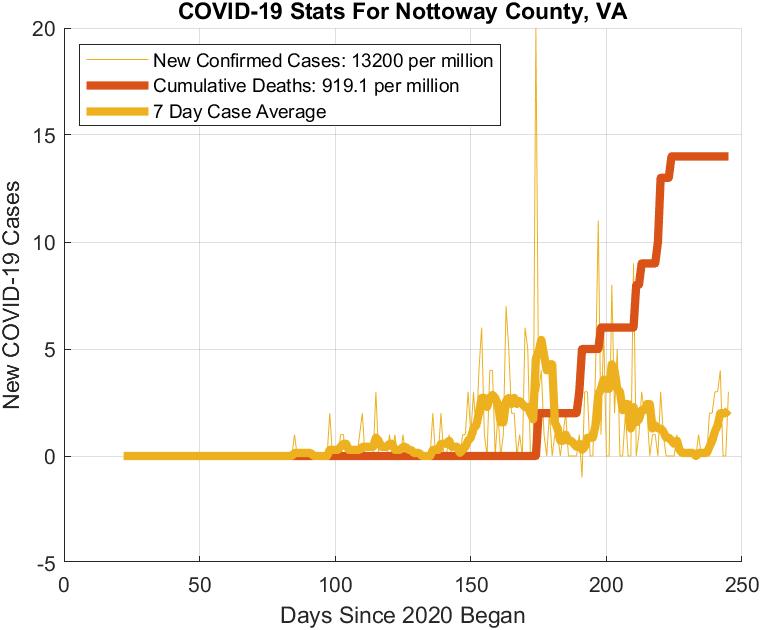 COVID-19 Stats For Nottoway County, VA
New Confirmed Cases: 13200 per million
Cumulative Deaths: 919.1 per million
7 Day Case Average
New COVID-19 Cases
20
15
10
5
0
-5
0 50 100 150 200 250
Days Since 2020 Began